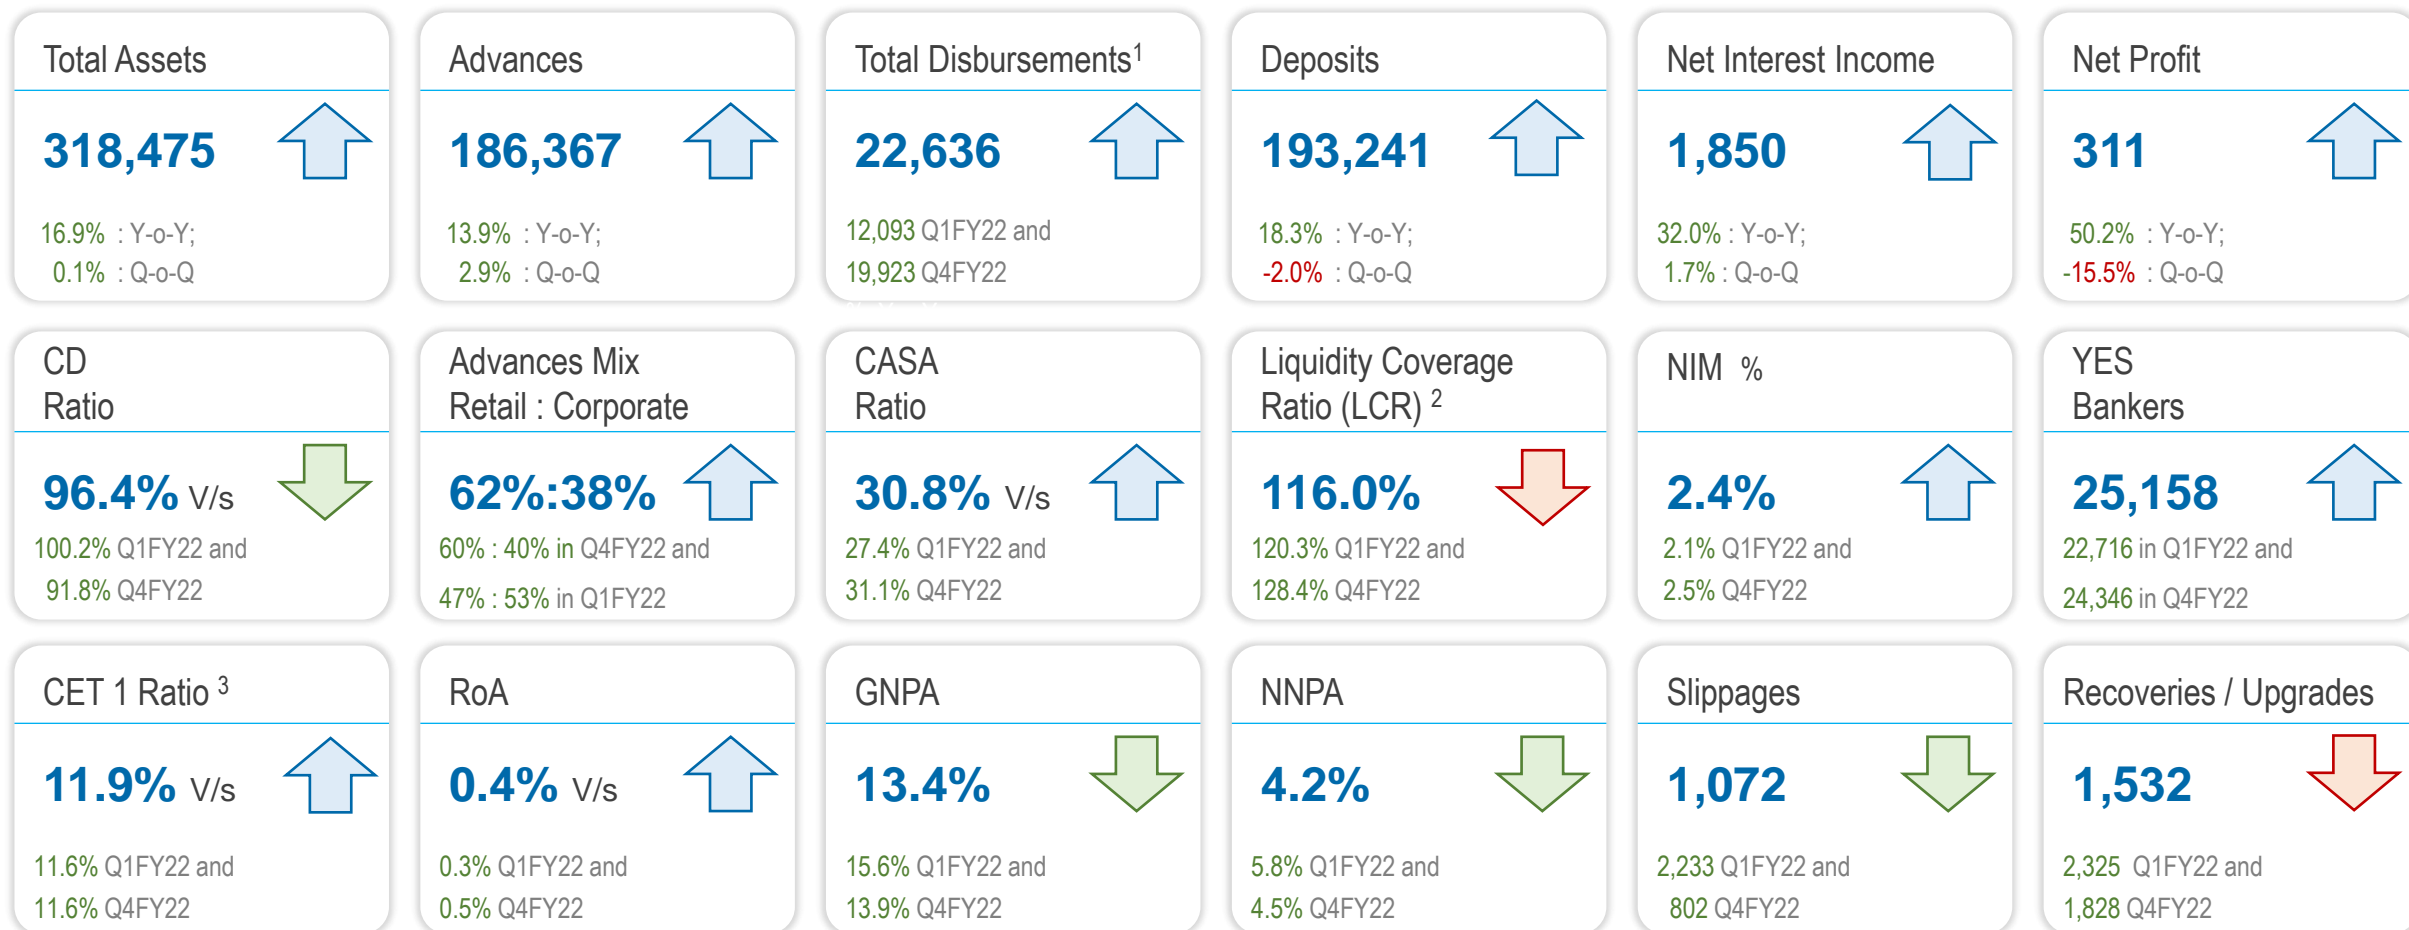 Total Assets
318,475
16.9% : Y-o-Y;
0.1% : Q-o-Q
Advances
186,367
13.9% : Y-o-Y;
2.9% : Q-o-Q
Total Disbursements1
22,636
12,093 Q1FY22 and
19,923 Q4FY22
Deposits
193,241
18.3% : Y-o-Y;
-2.0% : Q-o-Q
Net Interest Income
1,850
32.0% : Y-o-Y;
1.7% : Q-o-Q
Net Profit
311
50.2% : Y-o-Y;
-15.5% : Q-o-Q
CD
Ratio
96.4% V/s
100.2% Q1FY22 and
91.8% Q4FY22
Advances Mix
Retail : Corporate
62%:38%
60% : 40% in Q4FY22 and
47% : 53% in Q1FY22
CASA
Ratio
30.8% V/s
27.4% Q1FY22 and
31.1% Q4FY22
Liquidity Coverage
Ratio (LCR) 2
116.0%
120.3% Q1FY22 and
128.4% Q4FY22
NIM %
2.4%
2.1% Q1FY22 and
2.5% Q4FY22
YES
Bankers
25,158
22,716 in Q1FY22 and
24,346 in Q4FY22
CET 1 Ratio 3
11.9% V/s
11.6% Q1FY22 and
11.6% Q4FY22
RoA
0.4% V/s
0.3% Q1FY22 and
0.5% Q4FY22
GNPA
13.4%
15.6% Q1FY22 and
13.9% Q4FY22
NNPA
4.2%
5.8% Q1FY22 and
4.5% Q4FY22
Slippages
1,072
2,233 Q1FY22 and
802 Q4FY22
Recoveries / Upgrades
1,532
2,325 Q1FY22 and
1,828 Q4FY22